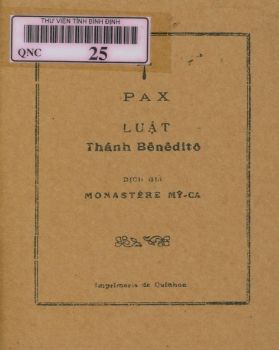 THƯ VIỆN TỈNH BÌNH ĐỊNH
QNC
25
PAX
LUẬT
Thánh Bênêditô
DỊCH GIẢ
MONASTÈRE MỸ-CA
Imprimerie de Quinhon